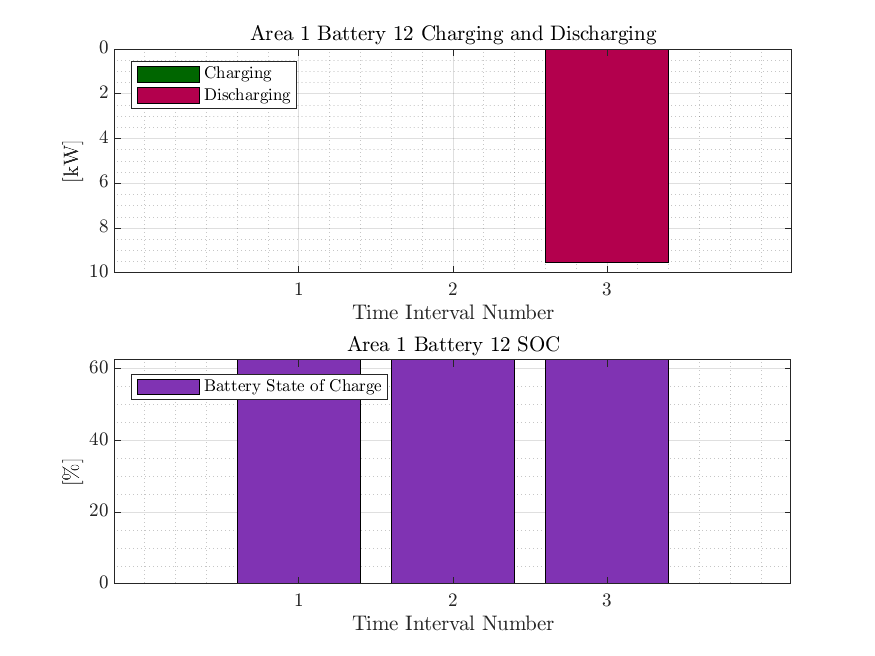 Area 1 Battery 12 Charging and Discharging
0
Charging
2
Discharging
4
[kW]
6
8
10
1 2 3
Time Interval Number
Area 1 Battery 12 SOC
60
Battery State of Charge
40
[%]
20
0
1 2 3
Time Interval Number